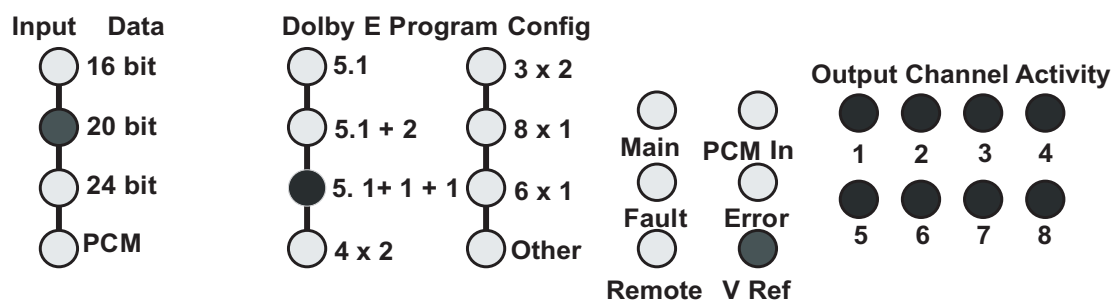 Input Data
16 bit
20 bit
24 bit
PCM
Dolby E Program Config
5.1
5.1 + 2
5. 1+ 1 + 1
4 x 2
3 x 2
8 x 1
6 x 1
Other
Main
PCM In
Fault
Error
Remote
V Ref
Output Channel Activity
1 2 3 4
5 6 7 8